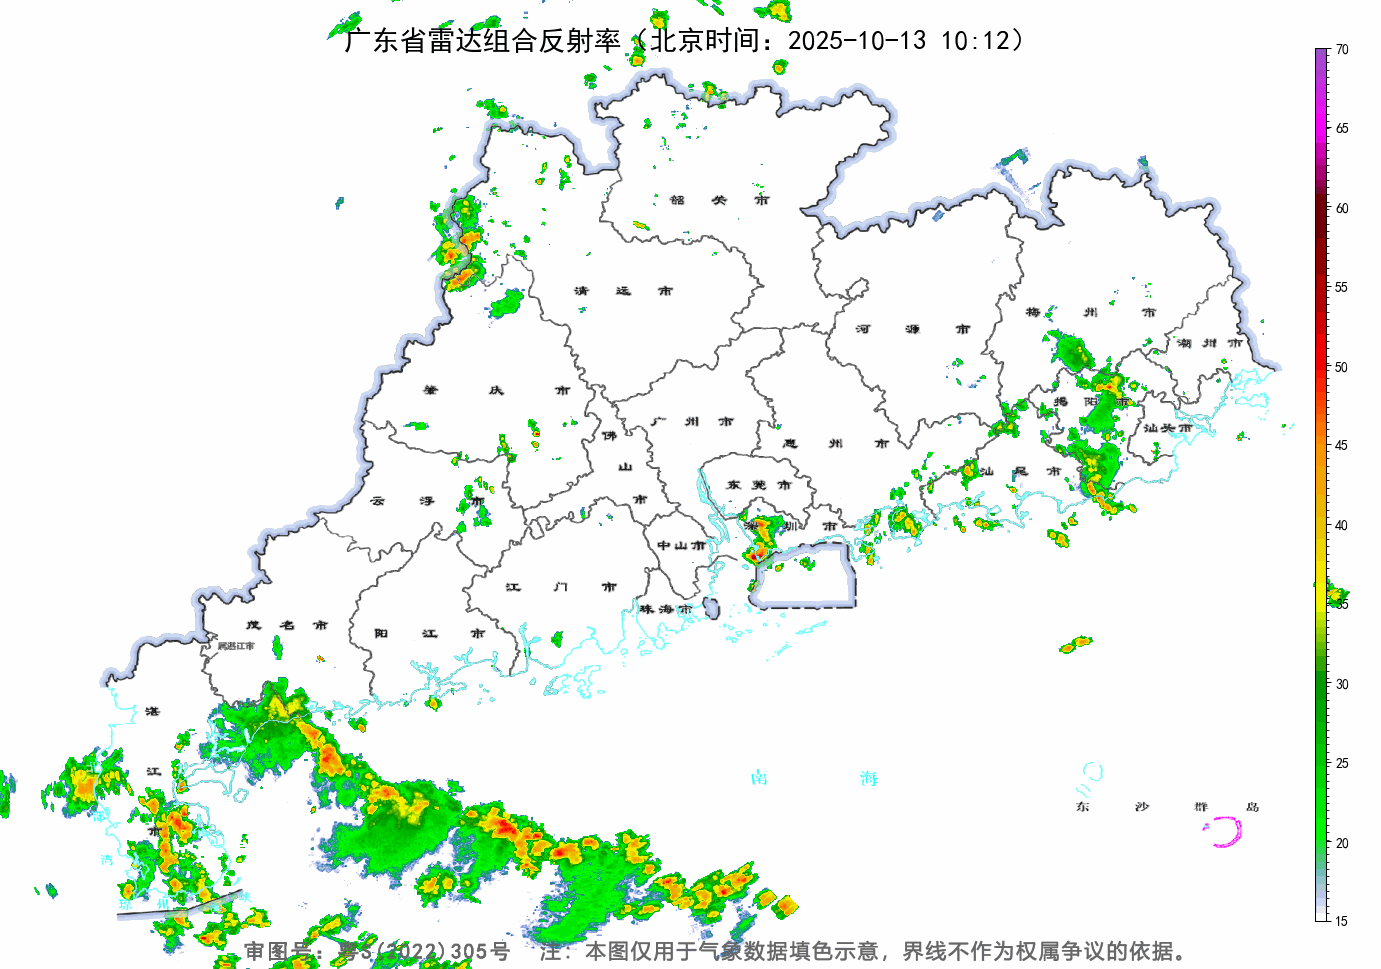 广东省雷达组合反射率（北京时间：2025-10-13 10:12）
70
65
60
55
50
45
40
35
30
25
20
15
韶关市
清远市
河源市
梅州市
潮州市
肇庆市
广州市
佛山市
惠州市
揭阳市
汕头市
汕尾市
云浮市
东莞市
深圳市
中山市
江门市
珠海市
茂名市
阳江市
属湛江市
湛江市
南海
东沙群岛
湾
琼州峡
审图号：粤S(2022)305号 注：本图仅用于气象数据填色示意，界线不作为权属争议的依据。